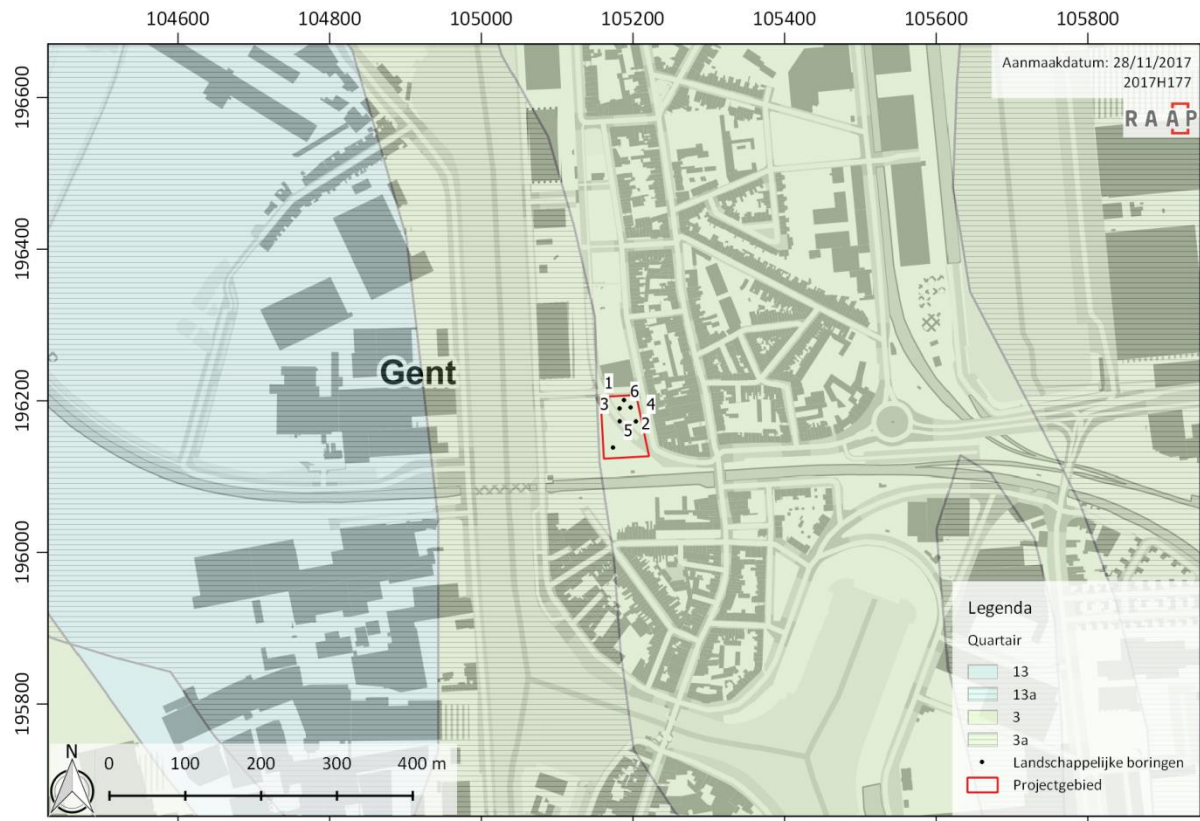 104600 104800 105000 105200 105400 105600 105800
196600
196400
196200
196000
195800
Aanmaakdatum: 28/11/2017
2017H177
RAAP
Gent
1
6
3
4
2
5
Legenda
Quartair
13
13a
3
3a
Landschappelijke boringen
Projectgebied
N
0 100 200 300 400 m